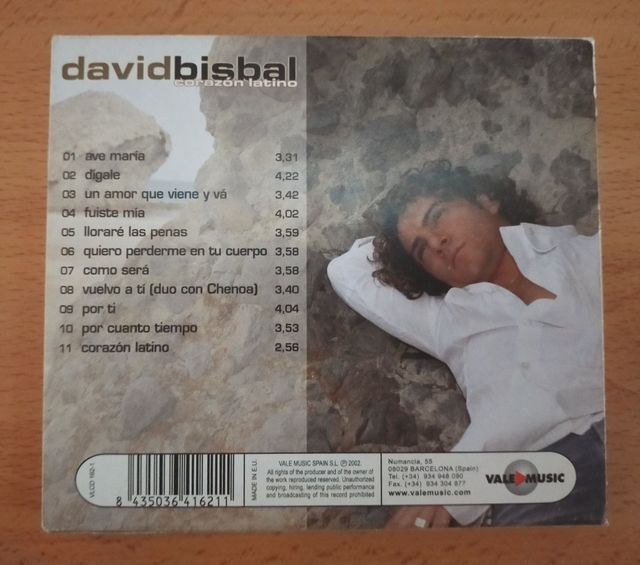 davidbisbal
corazón latino
01 ave maría 3,31
02 digale 4,22
03 un amor que viene y vá 3,42
04 fuiste mia 4,02
05 lloraré las penas 3,59
06 quiero perderme en tu cuerpo 3,58
07 como será 3,58
08 vuelvo a tí (duo con Chenoa) 3,40
09 por ti 4,04
10 por cuanto tiempo 3,53
11 corazón latino 2,56
VLCD 162-1
8 435036 416211
MADE IN E.U.
VALE MUSIC SPAIN S.L. ℗ 2002.
All rights of the producer and of the owner of
the work reproduced reserved. Unauthorized
copying, hiring, lending public performance
and broadcasting of this record prohibited
Numancia, 55
08029 BARCELONA (Spain)
Tel. (+34) 934 948 090
Fax. (+34) 934 304 877
www.valemusic.com
VALE MUSIC